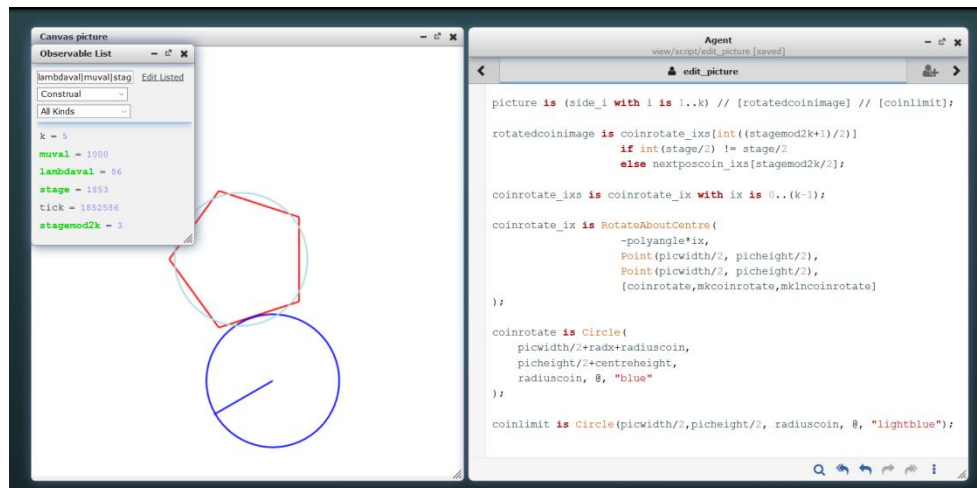 Canvas picture
Observable List
lambdaval|muval|stag Edit Listed
Construal
All Kinds
k = 5
muval = 1000
lambdaval = 86
stage = 1853
tick = 1852586
stagemod2k = 3
Agent
view/script/edit_picture [saved]
edit_picture
picture is (side_i with i is 1..k) // [rotatedcoinimage] // [coinlimit];
rotatedcoinimage is coinrotate_ixs[int((stagemod2k+1)/2)]
if int(stage/2) != stage/2
else nextposcoin_ixs[stagemod2k/2];
coinrotate_ixs is coinrotate_ix with ix is 0..(k-1);
coinrotate_ix is RotateAboutCentre(
-polyangle*ix,
Point(picwidth/2, picheight/2),
Point(picwidth/2, picheight/2),
[coinrotate,mkcoinrotate,mklncoinrotate]
);
coinrotate is Circle(
picwidth/2+radx+radiuscoin,
picheight/2+centreheight,
radiuscoin, @, "blue"
);
coinlimit is Circle(picwidth/2,picheight/2, radiuscoin, @, "lightblue");